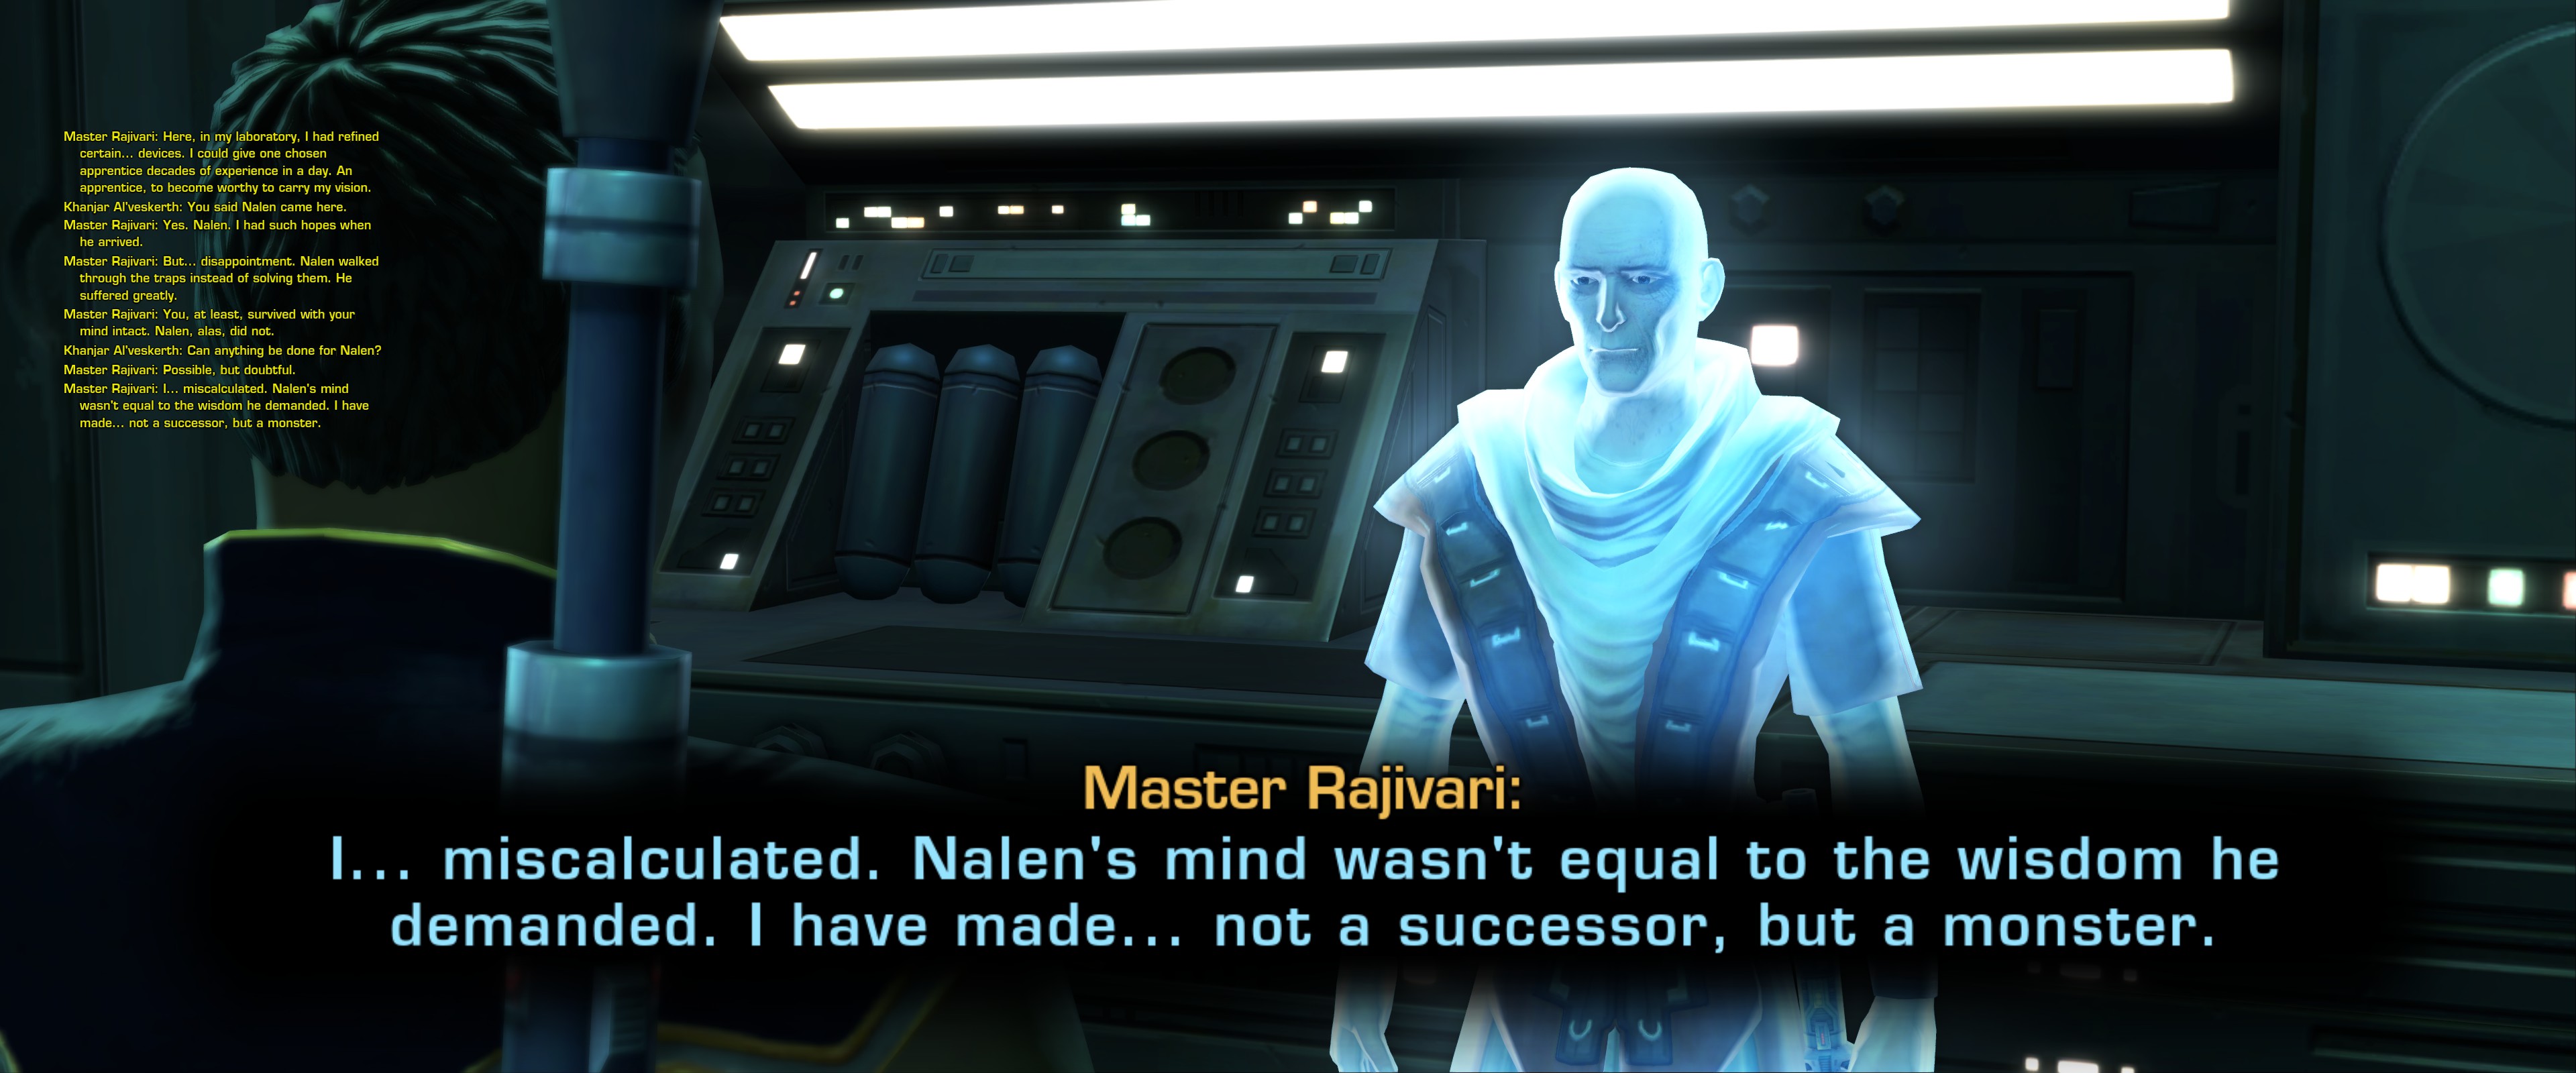 Master Rajivari: Here, in my laboratory, I had refined
certain... devices. I could give one chosen
apprentice decades of experience in a day. An
apprentice, to become worthy to carry my vision.
Khanjar Al'veskerth: You said Nalen came here.
Master Rajivari: Yes. Nalen. I had such hopes when
he arrived.
Master Rajivari: But... disappointment. Nalen walked
through the traps instead of solving them. He
suffered greatly.
Master Rajivari: You, at least, survived with your
mind intact. Nalen, alas, did not.
Khanjar Al'veskerth: Can anything be done for Nalen?
Master Rajivari: Possible, but doubtful.
Master Rajivari: I... miscalculated. Nalen's mind
wasn't equal to the wisdom he demanded. I have
made... not a successor, but a monster.
Master Rajivari:
I... miscalculated. Nalen's mind wasn't equal to the wisdom he
demanded. I have made... not a successor, but a monster.